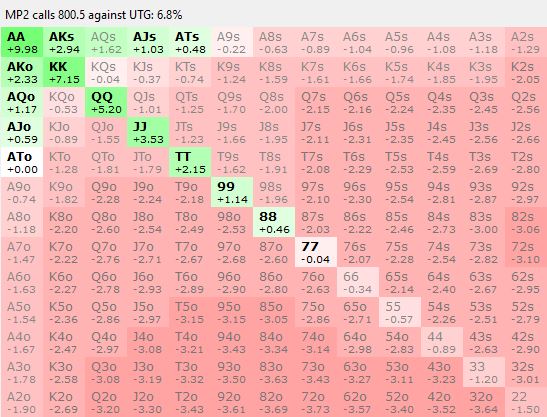 MP2 calls 800.5 against UTG: 6.8%
AA AKs AQs AJs ATs A9s A8s A7s A6s A5s A4s A3s A2s
+9.98 +2.94 +1.62 +1.03 +0.48 -0.22 -0.63 -0.89 -1.04 -0.96 -1.08 -1.18 -1.29
AKo KK KQs KJs KTs K9s K8s K7s K6s K5s K4s K3s K2s
+2.33 +7.15 -0.04 -0.37 -0.74 -1.24 -1.59 -1.61 -1.66 -1.74 -1.85 -1.95 -2.05
AQo KQo QQ QJs QTs Q9s Q8s Q7s Q6s Q5s Q4s Q3s Q2s
+1.17 -0.53 +5.20 -1.01 -1.25 -1.70 -2.00 -2.15 -2.16 -2.24 -2.35 -2.45 -2.56
AJo KJo QJo JJ JTs J9s J8s J7s J6s J5s J4s J3s J2s
+0.59 -0.89 -1.55 +3.53 -1.23 -1.66 -1.95 -2.11 -2.31 -2.35 -2.45 -2.56 -2.66
ATo KTo QTo JTo TT T9s T8s T7s T6s T5s T4s T3s T2s
+0.00 -1.28 -1.81 -1.79 +2.15 -1.62 -1.91 -2.08 -2.29 -2.53 -2.59 -2.69 -2.80
A9o K9o Q9o J9o T9o 99 98s 97s 96s 95s 94s 93s 92s
-0.74 -1.82 -2.28 -2.24 -2.18 +1.14 -1.96 -2.10 -2.30 -2.54 -2.81 -2.87 -2.97
A8o K8o Q8o J8o T8o 98o 88 87s 86s 85s 84s 83s 82s
-1.18 -2.20 -2.60 -2.54 -2.49 -2.53 +0.46 -2.03 -2.22 -2.46 -2.73 -3.00 -3.06
A7o K7o Q7o J7o T7o 97o 87o 77 76s 75s 74s 73s 72s
-1.47 -2.22 -2.76 -2.71 -2.67 -2.68 -2.60 -0.04 -2.07 -2.28 -2.54 -2.82 -3.10
A6o K6o Q6o J6o T6o 96o 86o 76o 66 65s 64s 63s 62s
-1.63 -2.27 -2.78 -2.93 -2.89 -2.90 -2.80 -2.63 -0.34 -2.14 -2.40 -2.67 -2.95
A5o K5o Q5o J5o T5o 95o 85o 75o 65o 55 54s 53s 52s
-1.54 -2.36 -2.86 -2.97 -3.15 -3.15 -3.05 -2.86 -2.71 -0.57 -2.26 -2.51 -2.79
A4o K4o Q4o J4o T4o 94o 84o 74o 64o 54o 44 43s 42s
-1.67 -2.47 -2.97 -3.08 -3.21 -3.43 -3.34 -3.14 -2.98 -2.83 -0.89 -2.63 -2.90
A3o K3o Q3o J3o T3o 93o 83o 73o 63o 53o 43o 33 32s
-1.78 -2.58 -3.08 -3.19 -3.32 -3.50 -3.63 -3.43 -3.27 -3.11 -3.23 -1.20 -3.01
A2o K2o Q2o J2o T2o 92o 82o 72o 62o 52o 42o 32o 22
-1.90 -2.69 -3.20 -3.30 -3.43 -3.61 -3.69 -3.73 -3.57 -3.40 -3.52 -3.64 -1.50